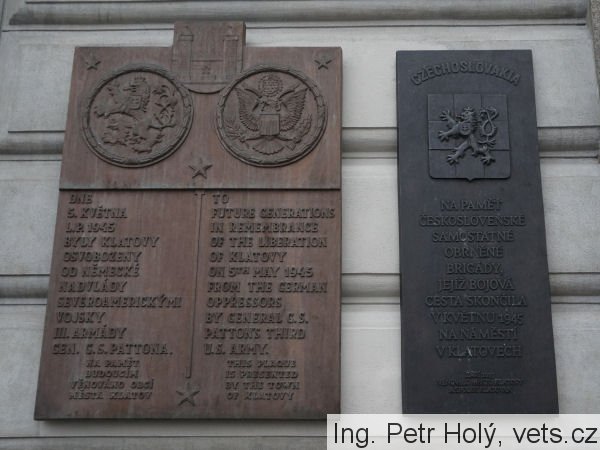 DNE
5. KVĚTNA
L.P. 1945
BYLY KLATOVY
OSVOBOZENY
OD NĚMECKÉ
NADVLÁDY
SEVEROAMERICKÝMI
VOJSKY
III. ARMÁDY
GEN. G.S. PATTONA.
NA PAMĚŤ
BUDOUCÍM
VĚNOVÁNO OBCÍ
MĚSTA KLATOV
TO
FUTURE GENERATIONS
IN REMEMBRANCE
OF THE LIBERATION
OF KLATOVY
ON 5TH MAY 1945
FROM THE GERMAN
OPPRESSORS
BY GENERAL G.S.
PATTON'S THIRD
U.S. ARMY.
THIS PLAQUE
IS PRESENTED
BY THE TOWN
OF KLATOVY
CZECHOSLOVAKIA
NA PAMĚŤ
ČESKOSLOVENSKÉ
SAMOSTATNÉ
OBRNĚNÉ
BRIGÁDY,
JEJÍŽ BOJOVÁ
CESTA SKONČILA
V KVĚTNU 1945
NA NÁMĚSTÍ
V KLATOVECH
Ing. Petr Holý, vets.cz